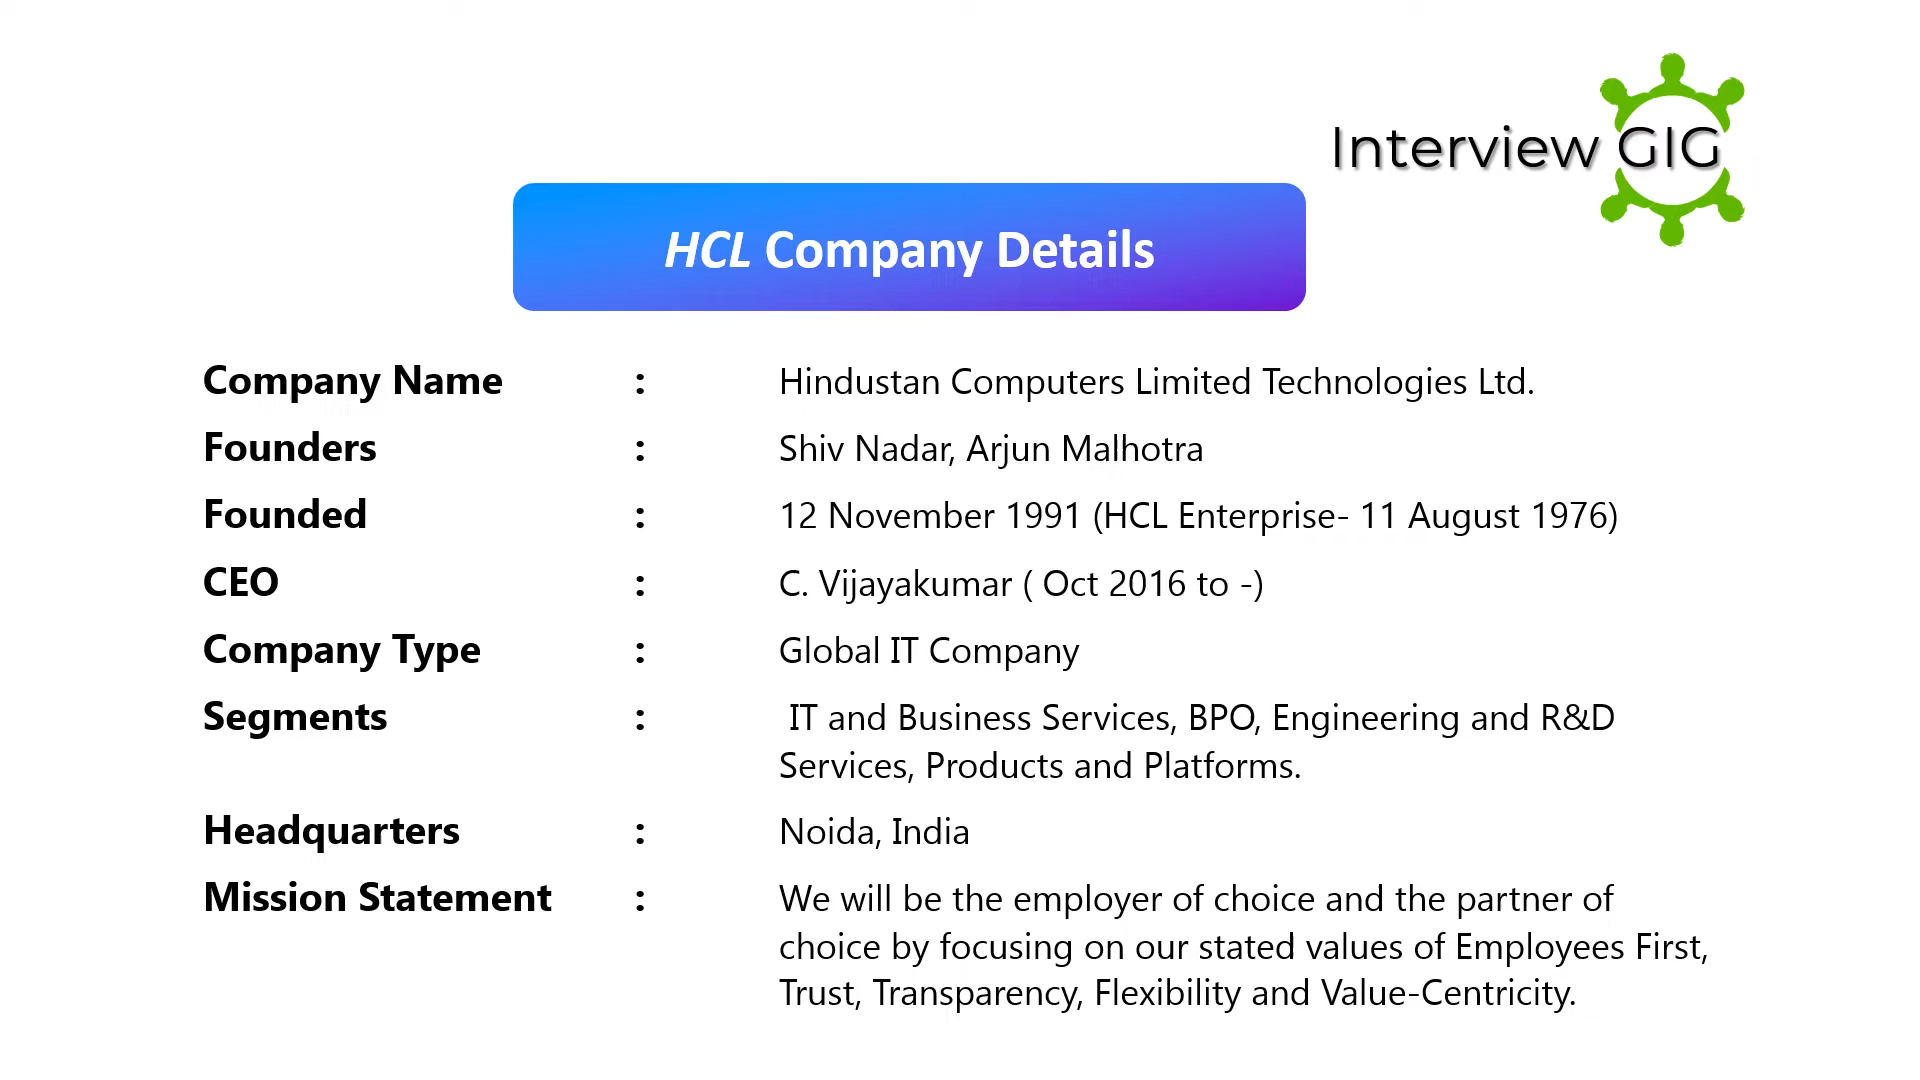 Interview GIG
HCL Company Details
Company Name : Hindustan Computers Limited Technologies Ltd.
Founders : Shiv Nadar, Arjun Malhotra
Founded : 12 November 1991 (HCL Enterprise- 11 August 1976)
CEO : C. Vijayakumar ( Oct 2016 to -)
Company Type : Global IT Company
Segments : IT and Business Services, BPO, Engineering and R&D
Services, Products and Platforms.
Headquarters : Noida, India
Mission Statement : We will be the employer of choice and the partner of
choice by focusing on our stated values of Employees First,
Trust, Transparency, Flexibility and Value-Centricity.